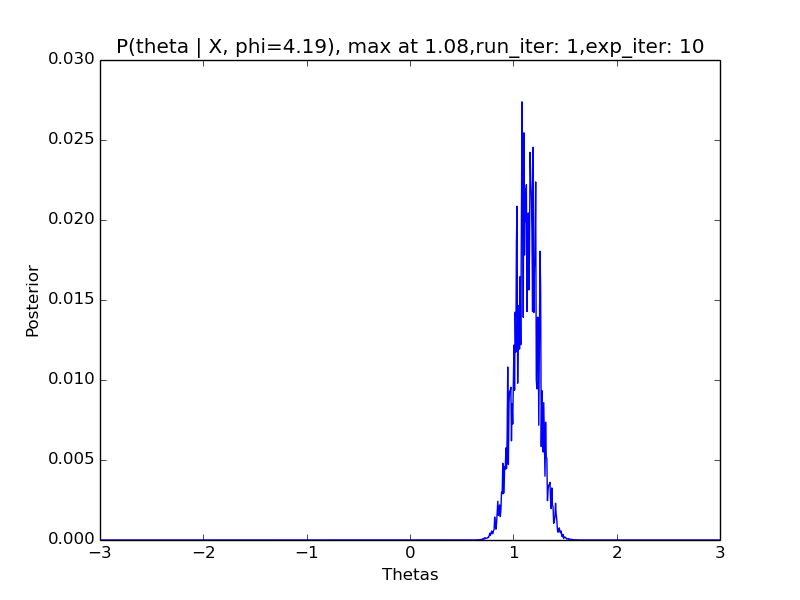 P(theta | X, phi=4.19), max at 1.08,run_iter: 1,exp_iter: 10
0.030
0.025
0.020
0.015
0.010
0.005
0.000
Posterior
−3 −2 −1 0 1 2 3
Thetas